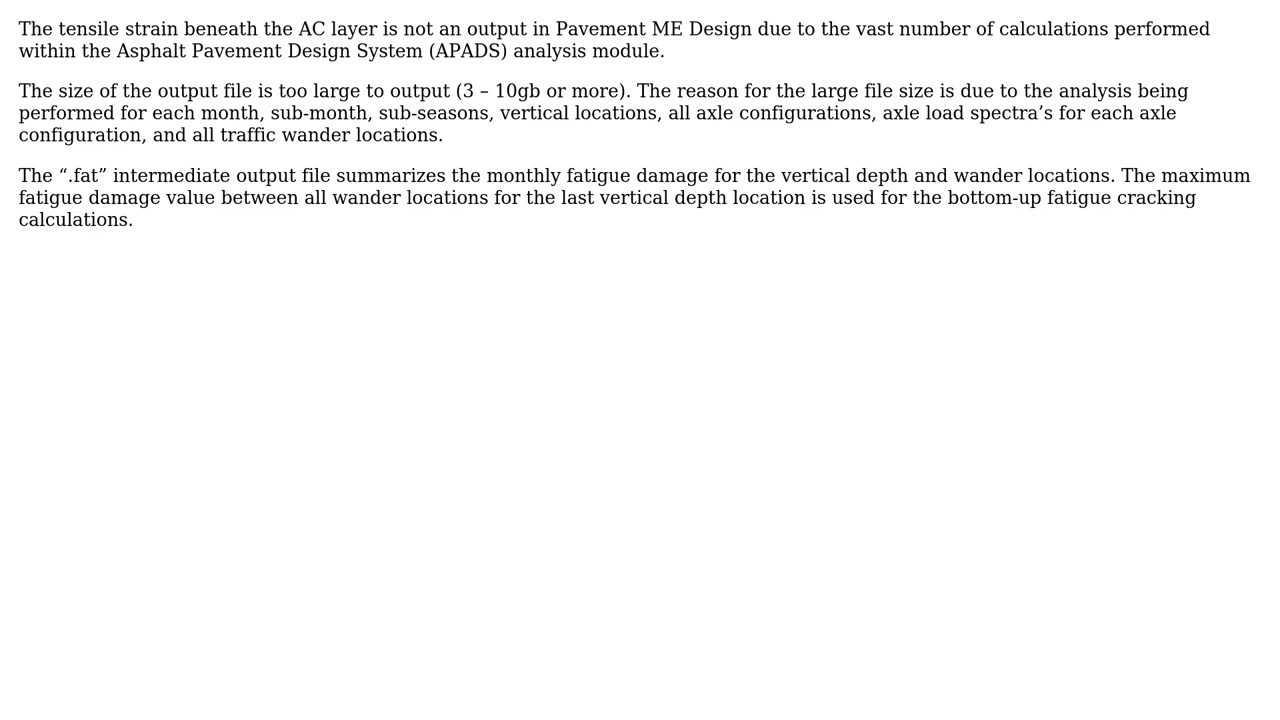 The tensile strain beneath the AC layer is not an output in Pavement ME Design due to the vast number of calculations performed
within the Asphalt Pavement Design System (APADS) analysis module.
The size of the output file is too large to output (3 – 10gb or more). The reason for the large file size is due to the analysis being
performed for each month, sub-month, sub-seasons, vertical locations, all axle configurations, axle load spectra’s for each axle
configuration, and all traffic wander locations.
The “.fat” intermediate output file summarizes the monthly fatigue damage for the vertical depth and wander locations. The maximum
fatigue damage value between all wander locations for the last vertical depth location is used for the bottom-up fatigue cracking
calculations.